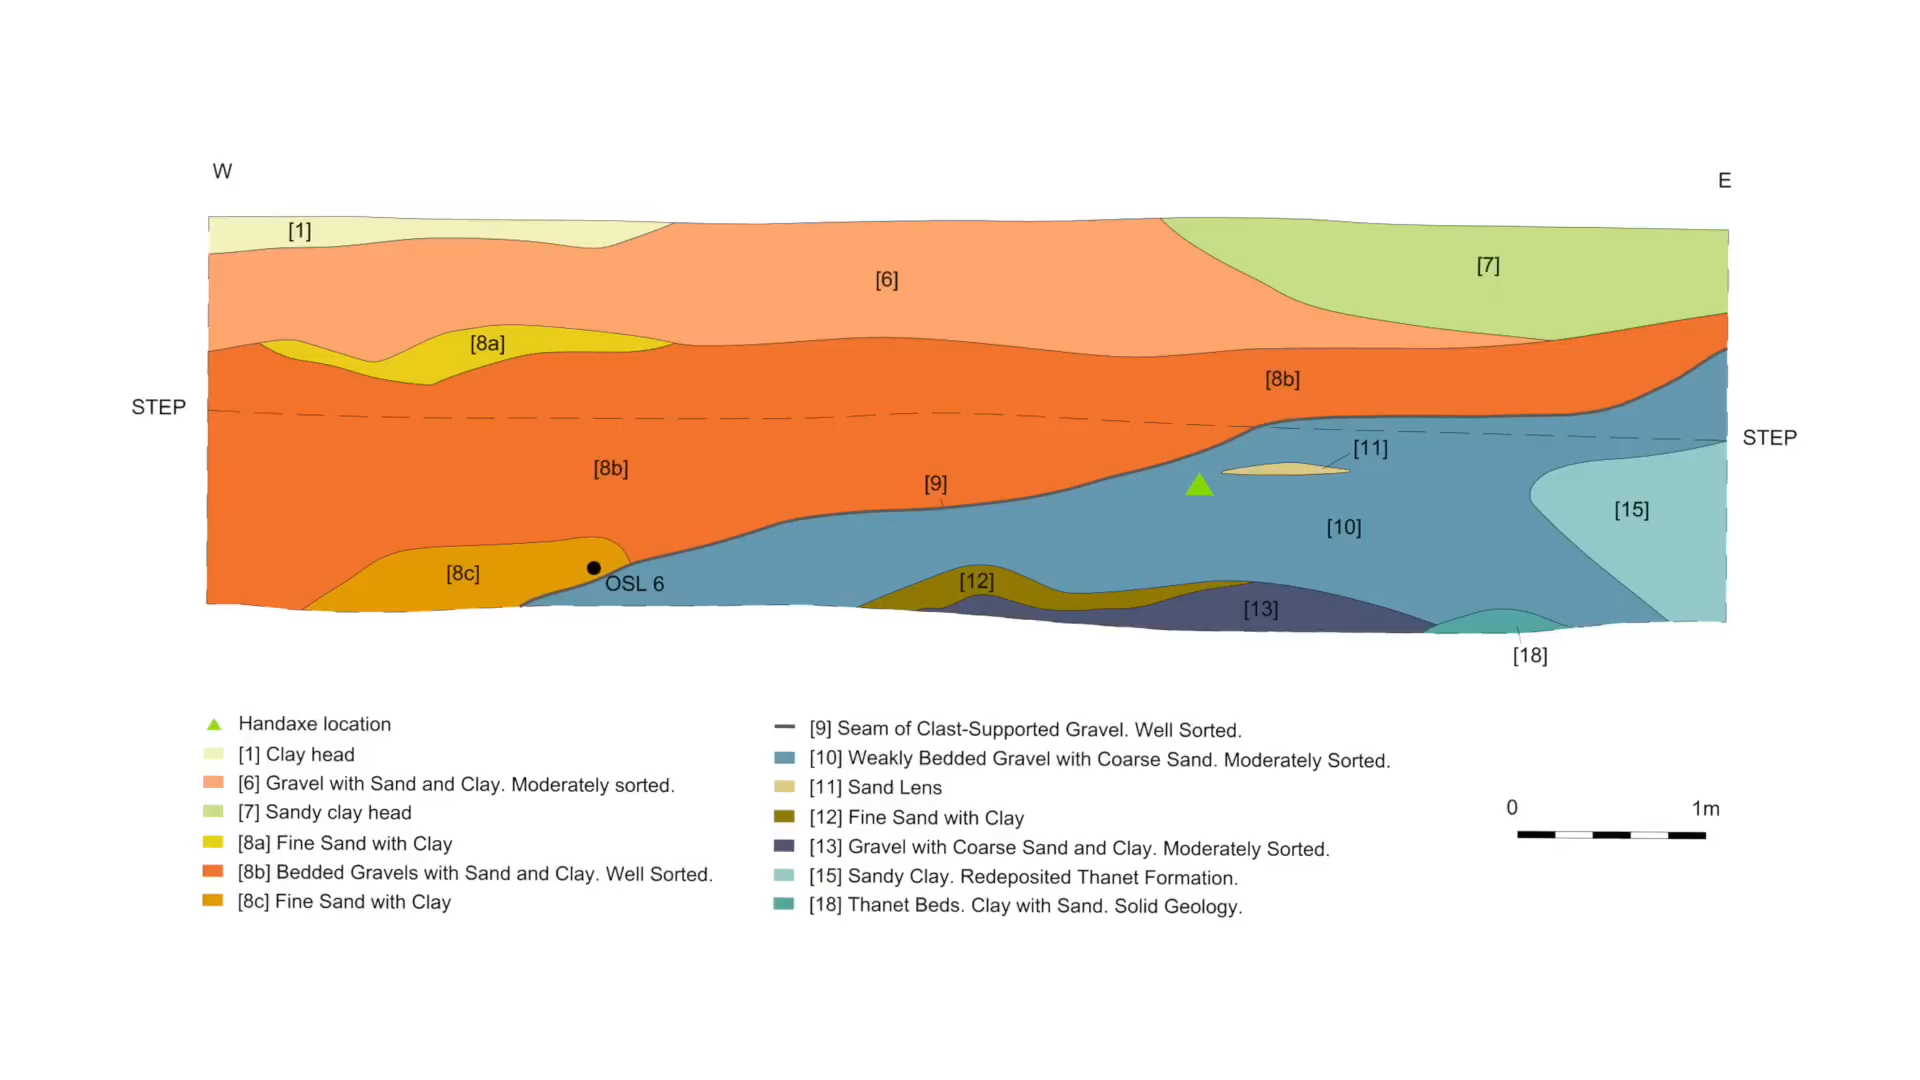 W
E
[1]
[7]
[6]
[8a]
[8b]
STEP
STEP
[11]
[8b]
[9]
[15]
[10]
[8c]
[12]
OSL 6
[13]
[18]
Handaxe location
[1] Clay head
[6] Gravel with Sand and Clay. Moderately sorted.
[7] Sandy clay head
[8a] Fine Sand with Clay
[8b] Bedded Gravels with Sand and Clay. Well Sorted.
[8c] Fine Sand with Clay
[9] Seam of Clast-Supported Gravel. Well Sorted.
[10] Weakly Bedded Gravel with Coarse Sand. Moderately Sorted.
[11] Sand Lens
[12] Fine Sand with Clay
[13] Gravel with Coarse Sand and Clay. Moderately Sorted.
[15] Sandy Clay. Redeposited Thanet Formation.
[18] Thanet Beds. Clay with Sand. Solid Geology.
0 1m